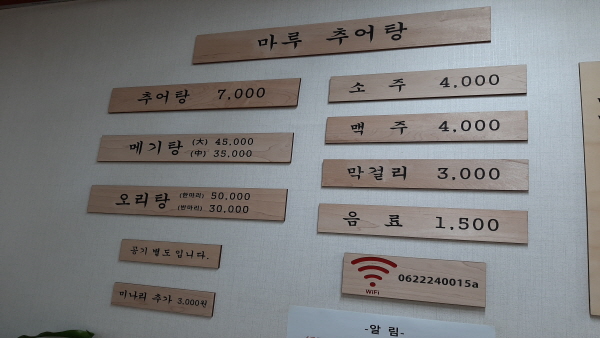 마루 추어탕
추어탕 7,000
메기탕 (大) 45,000
(中) 35,000
오리탕 (한마리) 50,000
(반마리) 30,000
공기 별도 입니다.
미나리 추가 3,000원
소 주 4,000
맥 주 4,000
막걸리 3,000
음 료 1,500
WiFi 0622240015a
-알 림-